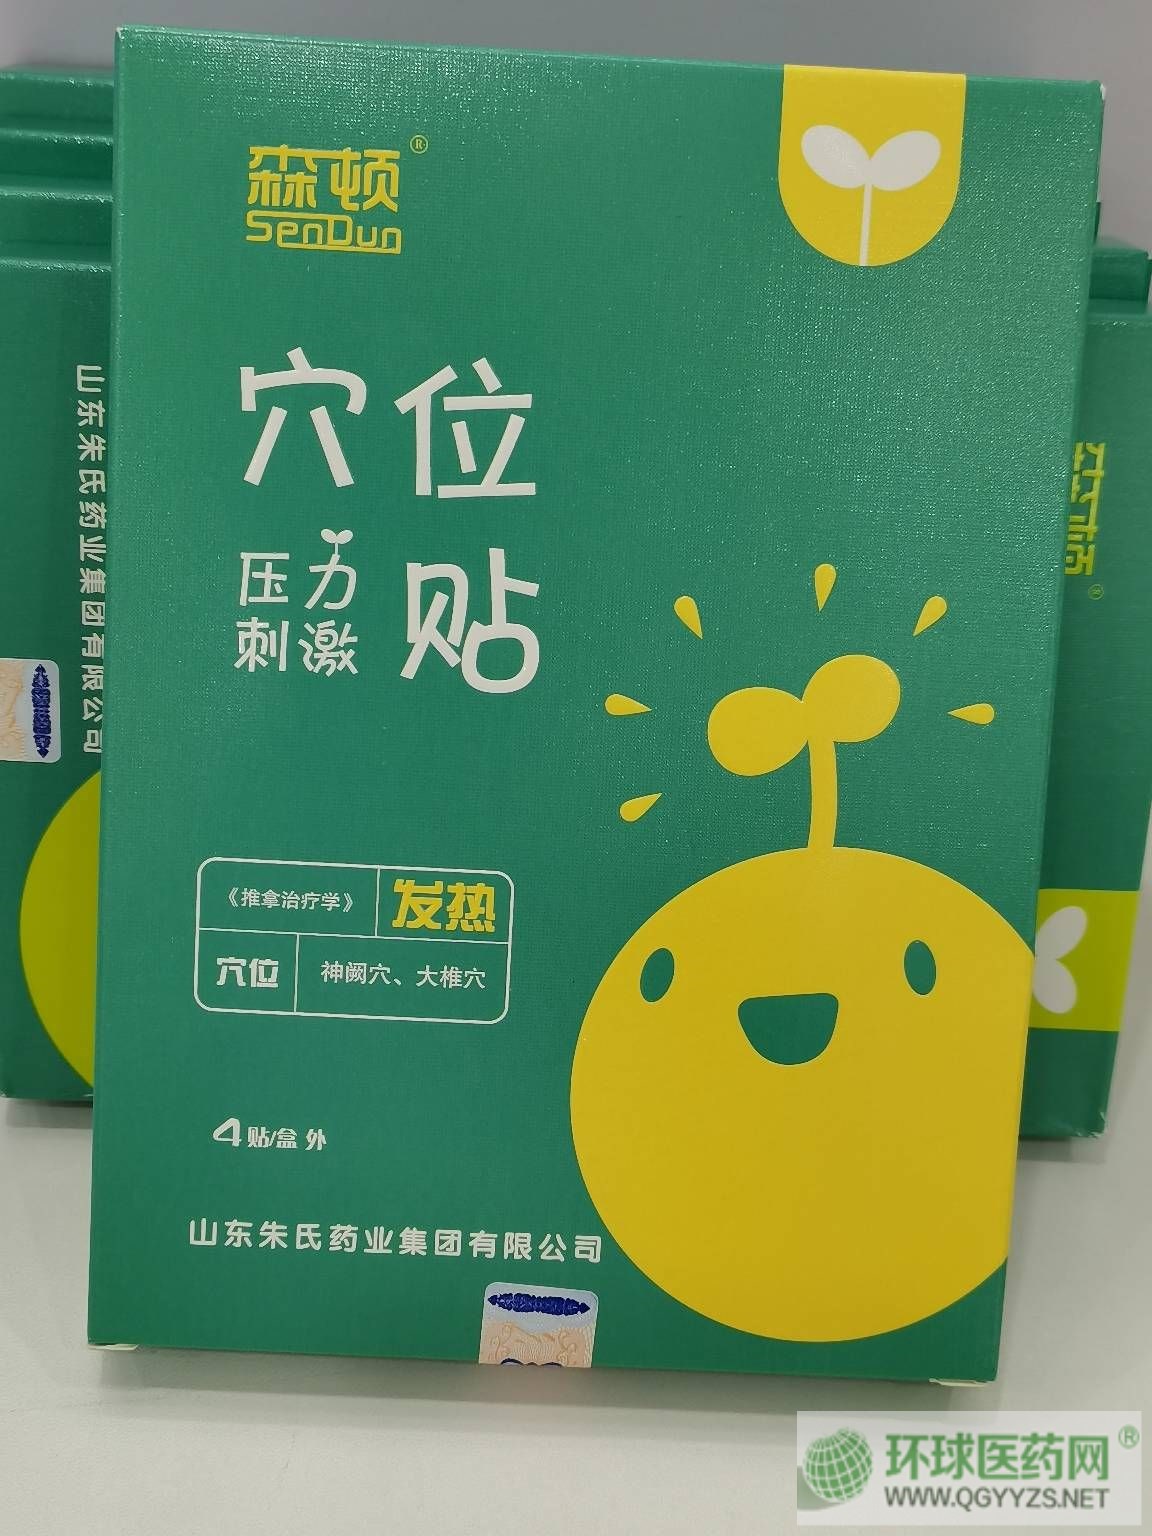 森顿®
SenDun
穴位
压力
刺激
贴
《推拿治疗学》 发热
穴位 神阙穴、大椎穴
4贴/盒 外
山东朱氏药业集团有限公司
山东朱氏药业集团有限公司
环球医药网®
WWW.QGYYZS.NET